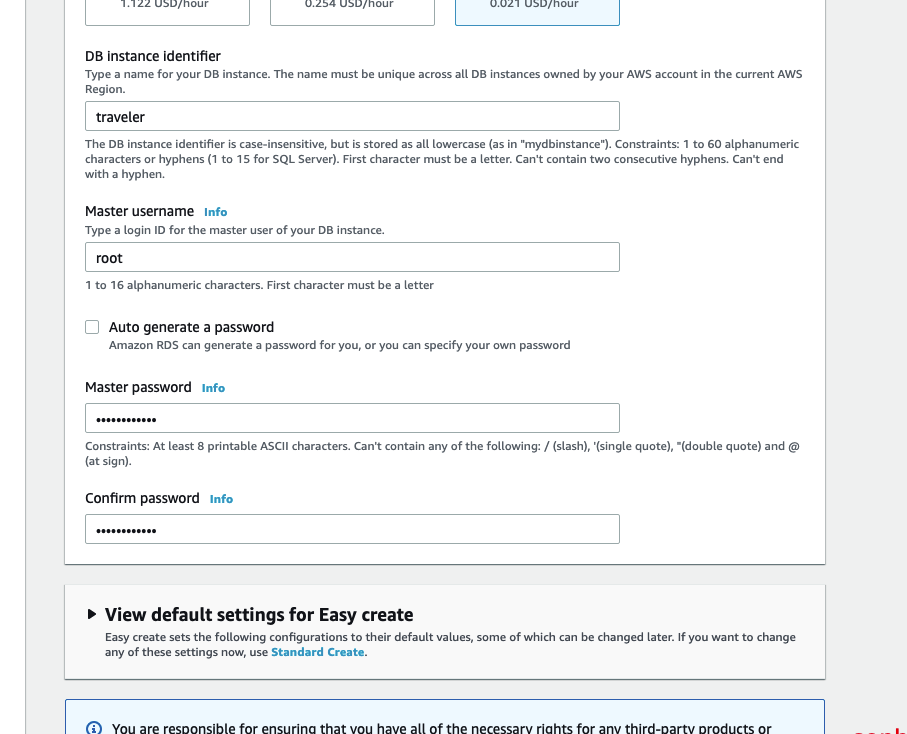 1.122 USD/hour
0.254 USD/hour
0.021 USD/hour
DB instance identifier
Type a name for your DB instance. The name must be unique across all DB instances owned by your AWS account in the current AWS
Region.
traveler
The DB instance identifier is case-insensitive, but is stored as all lowercase (as in "mydbinstance"). Constraints: 1 to 60 alphanumeric
characters or hyphens (1 to 15 for SQL Server). First character must be a letter. Can't contain two consecutive hyphens. Can't end
with a hyphen.
Master username Info
Type a login ID for the master user of your DB instance.
root
1 to 16 alphanumeric characters. First character must be a letter
Auto generate a password
Amazon RDS can generate a password for you, or you can specify your own password
Master password Info
••••••••••••
Constraints: At least 8 printable ASCII characters. Can't contain any of the following: / (slash), '(single quote), "(double quote) and @
(at sign).
Confirm password Info
••••••••••••
View default settings for Easy create
Easy create sets the following configurations to their default values, some of which can be changed later. If you want to change
any of these settings now, use Standard Create.
You are responsible for ensuring that you have all of the necessary rights for any third-party products or